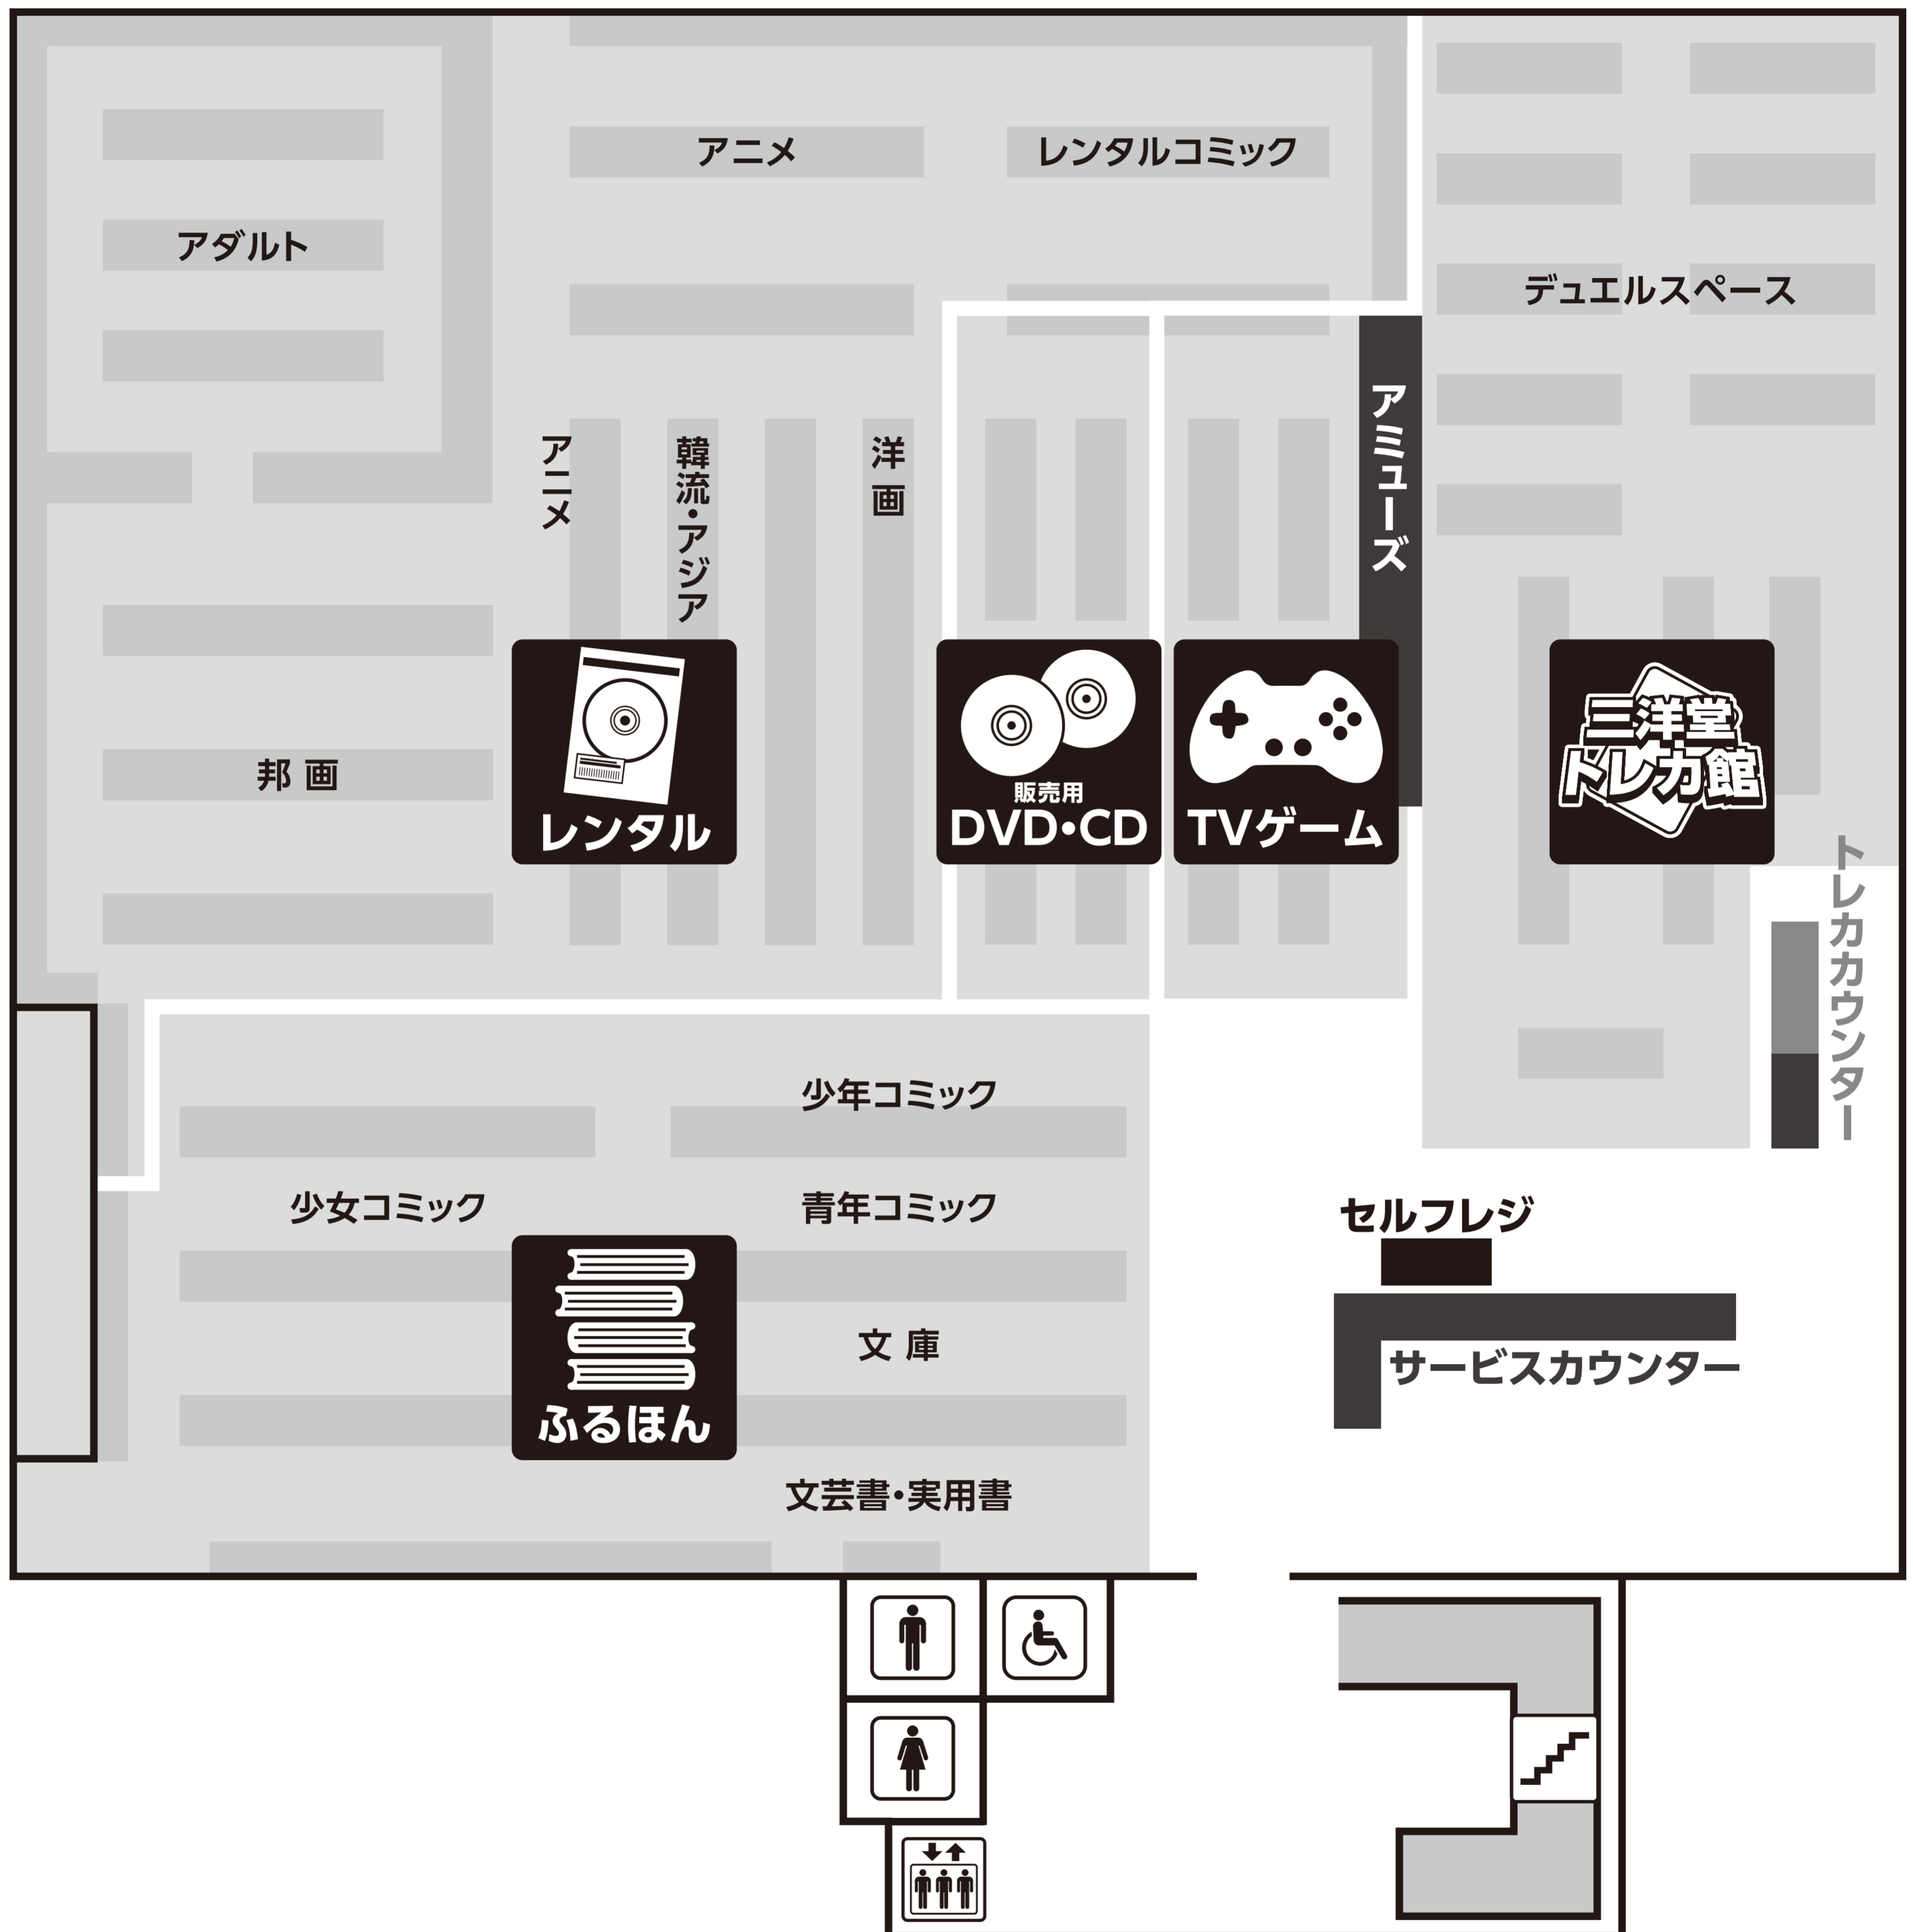 アニメ
レンタルコミック
アダルト
デュエルスペース
アニメ
韓流・アジア
洋画
アミューズ
邦画
レンタル
販売用
DVD・CD
TVゲーム
三洋堂
トレカ館
トレカカウンター
少年コミック
少女コミック
青年コミック
セルフレジ
文庫
サービスカウンター
ふるほん
文芸書・実用書